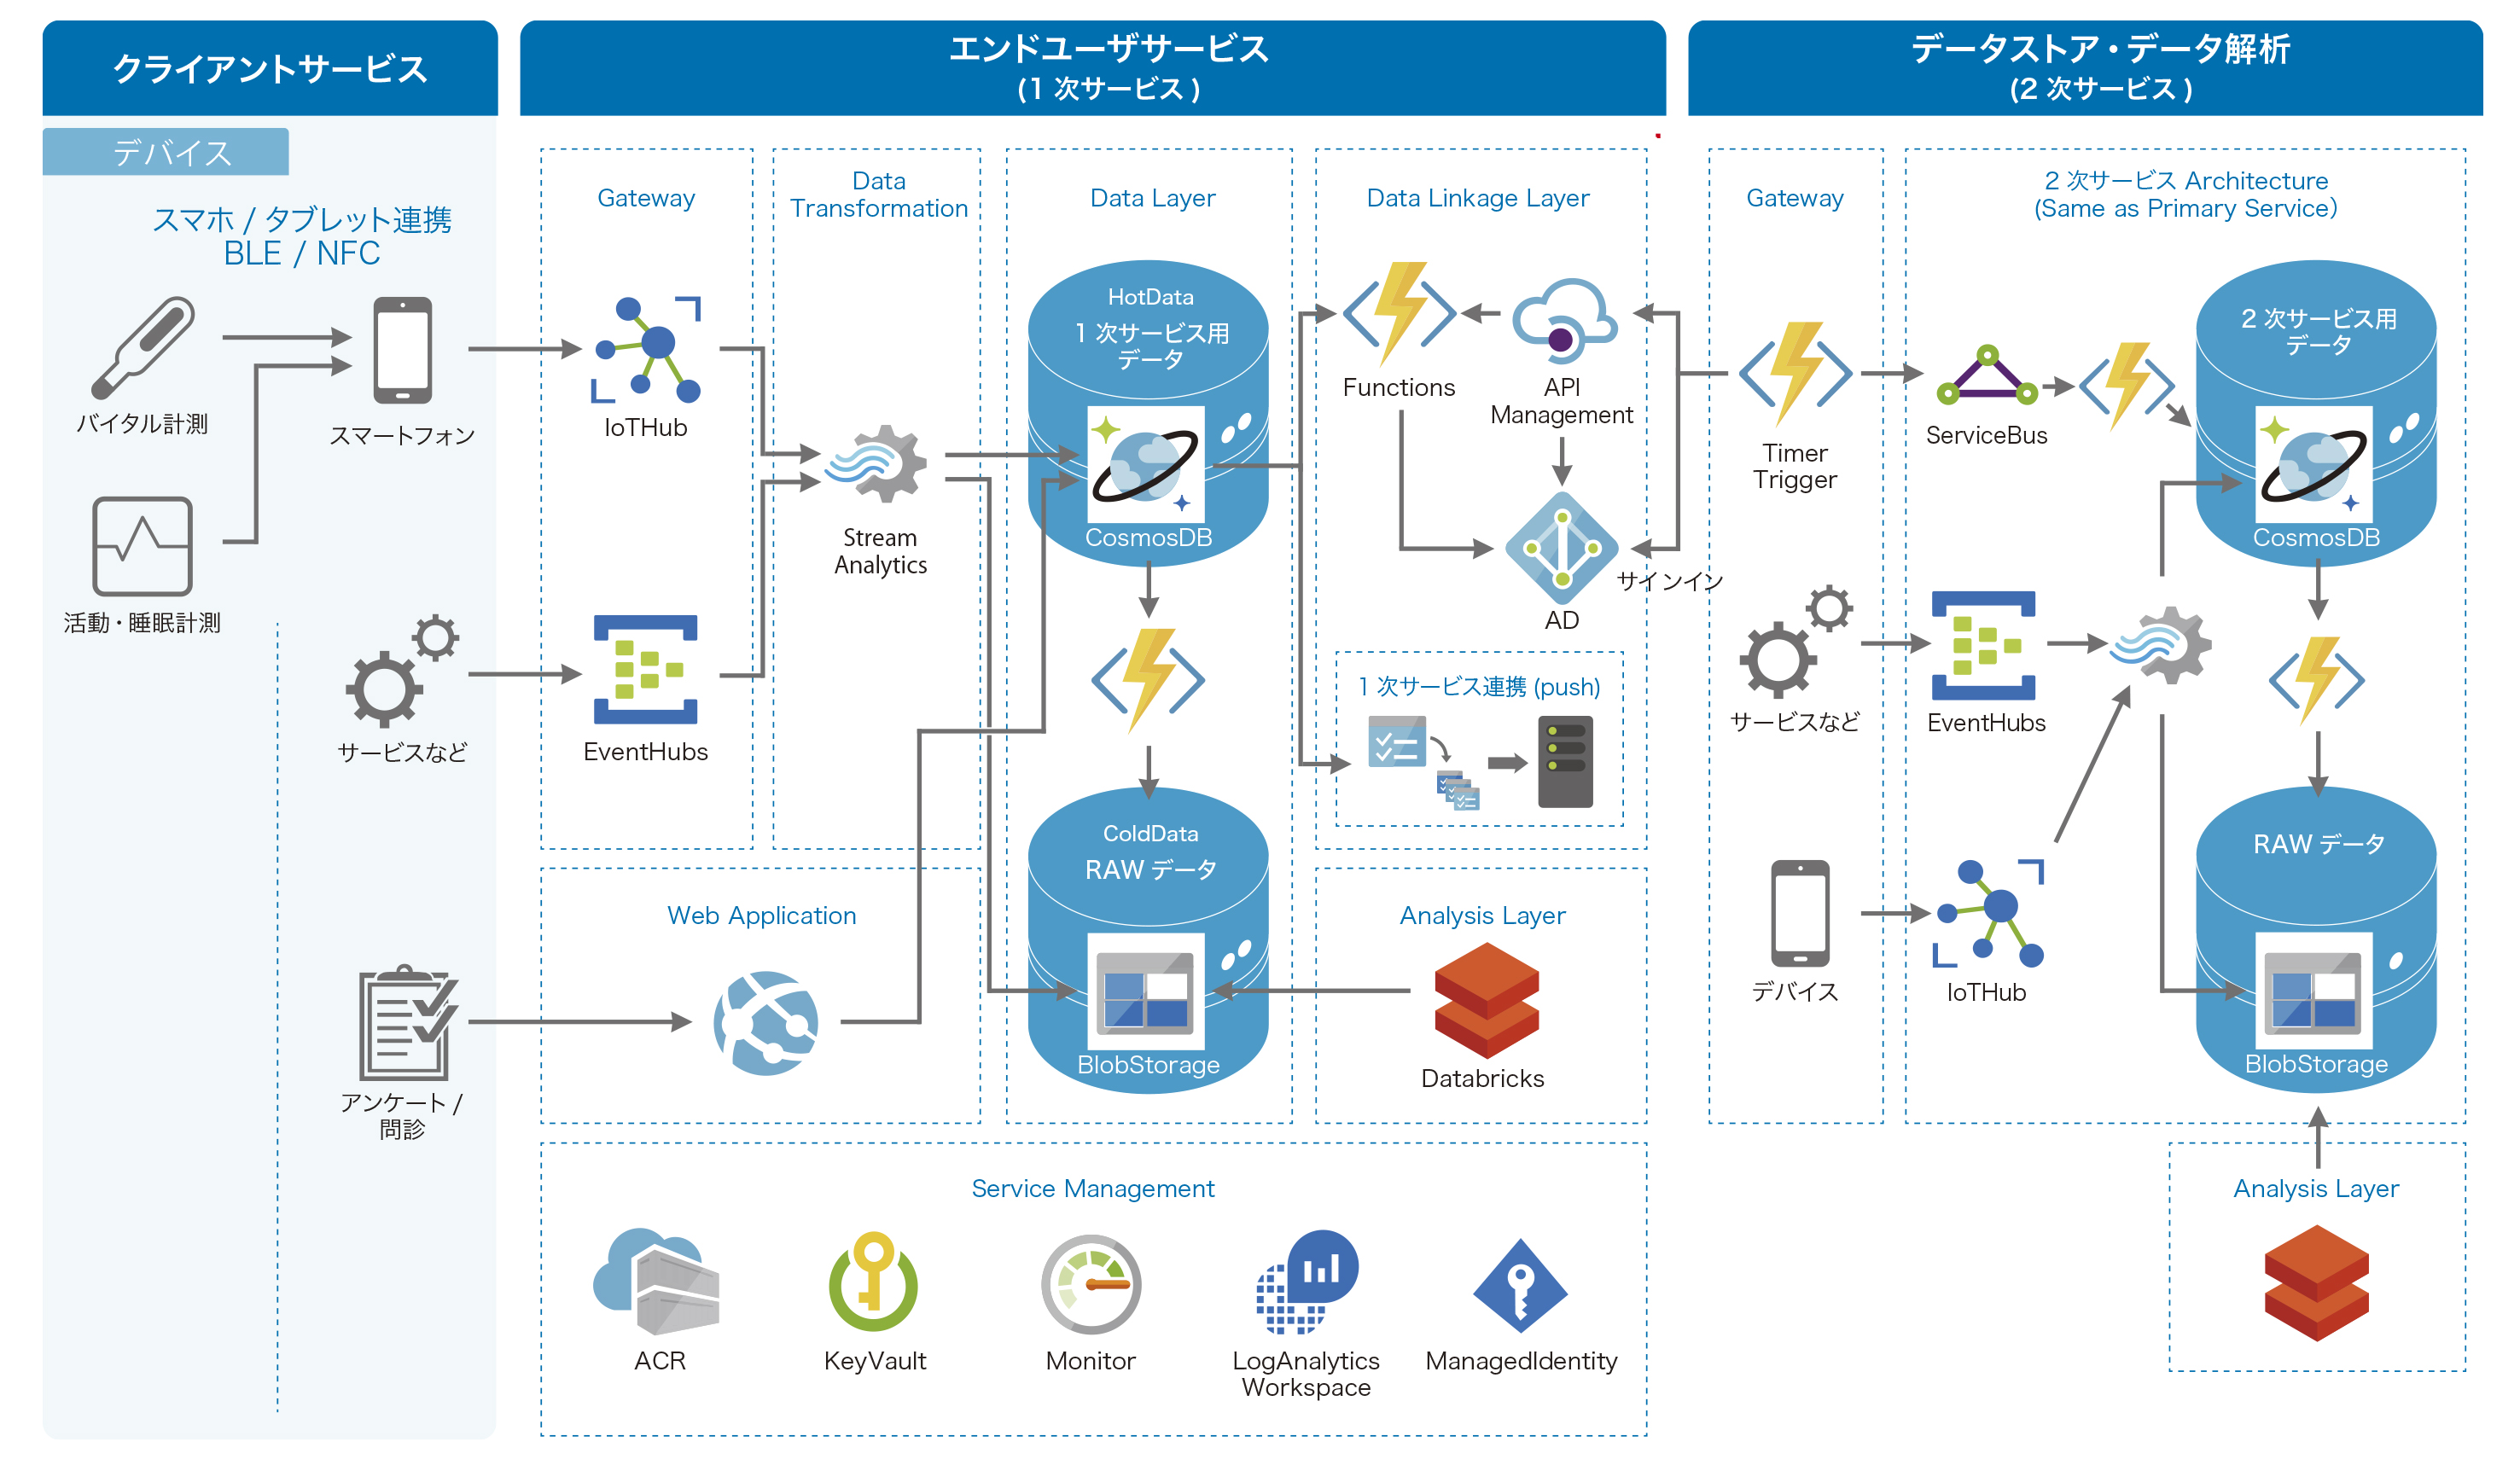 クライアントサービス
デバイス
スマホ / タブレット連携
BLE / NFC
バイタル計測
スマートフォン
活動・睡眠計測
サービスなど
アンケート /
問診
エンドユーザサービス
(1 次サービス )
Gateway
IoTHub
EventHubs
Data
Transformation
Stream
Analytics
Data Layer
HotData
1 次サービス用
データ
CosmosDB
ColdData
RAW データ
BlobStorage
Data Linkage Layer
Functions
API
Management
AD
サインイン
1 次サービス連携 (push)
Web Application
Analysis Layer
Databricks
Service Management
ACR
KeyVault
Monitor
LogAnalytics
Workspace
ManagedIdentity
データストア・データ解析
(2 次サービス )
Gateway
Timer
Trigger
サービスなど
デバイス
2 次サービス Architecture
(Same as Primary Service）
ServiceBus
2 次サービス用
データ
CosmosDB
EventHubs
IoTHub
RAW データ
BlobStorage
Analysis Layer